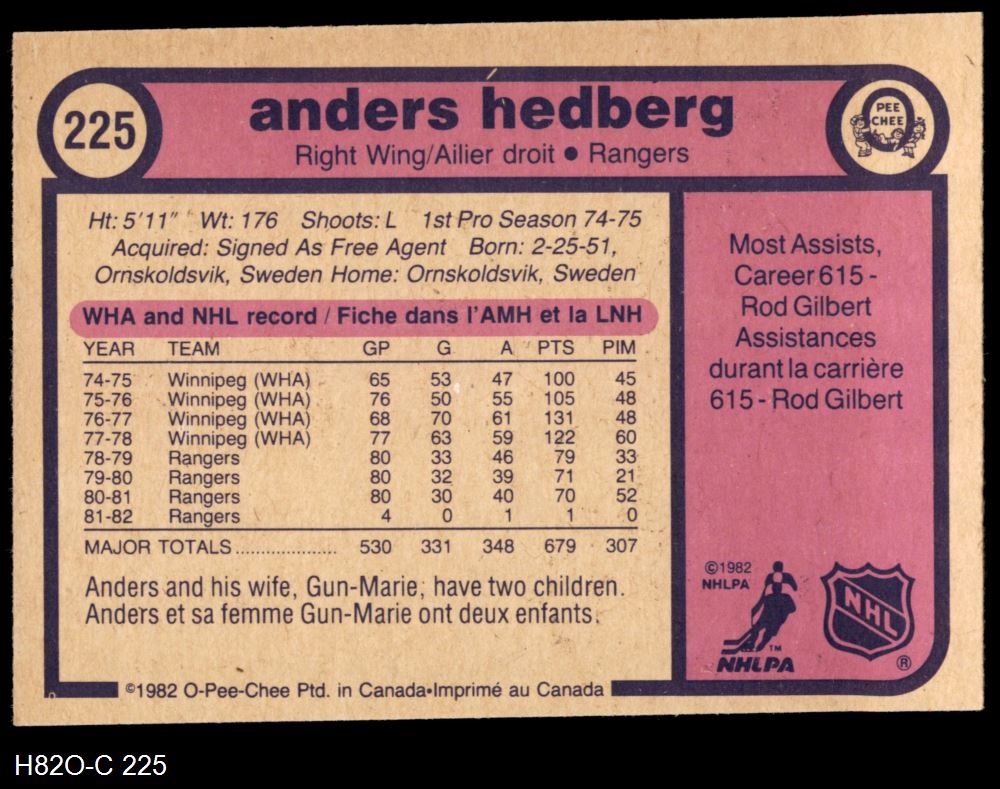 225
anders hedberg
Right Wing/Ailier droit ● Rangers
O
PEE
CHEE
Ht: 5'11" Wt: 176 Shoots: L 1st Pro Season 74-75
Acquired: Signed As Free Agent Born: 2-25-51,
Ornskoldsvik, Sweden Home: Ornskoldsvik, Sweden
WHA and NHL record / Fiche dans l'AMH et la LNH
YEAR TEAM GP G A PTS PIM
74-75 Winnipeg (WHA) 65 53 47 100 45
75-76 Winnipeg (WHA) 76 50 55 105 48
76-77 Winnipeg (WHA) 68 70 61 131 48
77-78 Winnipeg (WHA) 77 63 59 122 60
78-79 Rangers 80 33 46 79 33
79-80 Rangers 80 32 39 71 21
80-81 Rangers 80 30 40 70 52
81-82 Rangers 4 0 1 1 0
MAJOR TOTALS................... 530 331 348 679 307
Anders and his wife, Gun-Marie, have two children.
Anders et sa femme Gun-Marie ont deux enfants.
Most Assists,
Career 615 -
Rod Gilbert
Assistances
durant la carrière
615 - Rod Gilbert
©1982
NHLPA
TM
NHLPA
NHL
®
©1982 O-Pee-Chee Ptd. in Canada•Imprimé au Canada
H82O-C 225